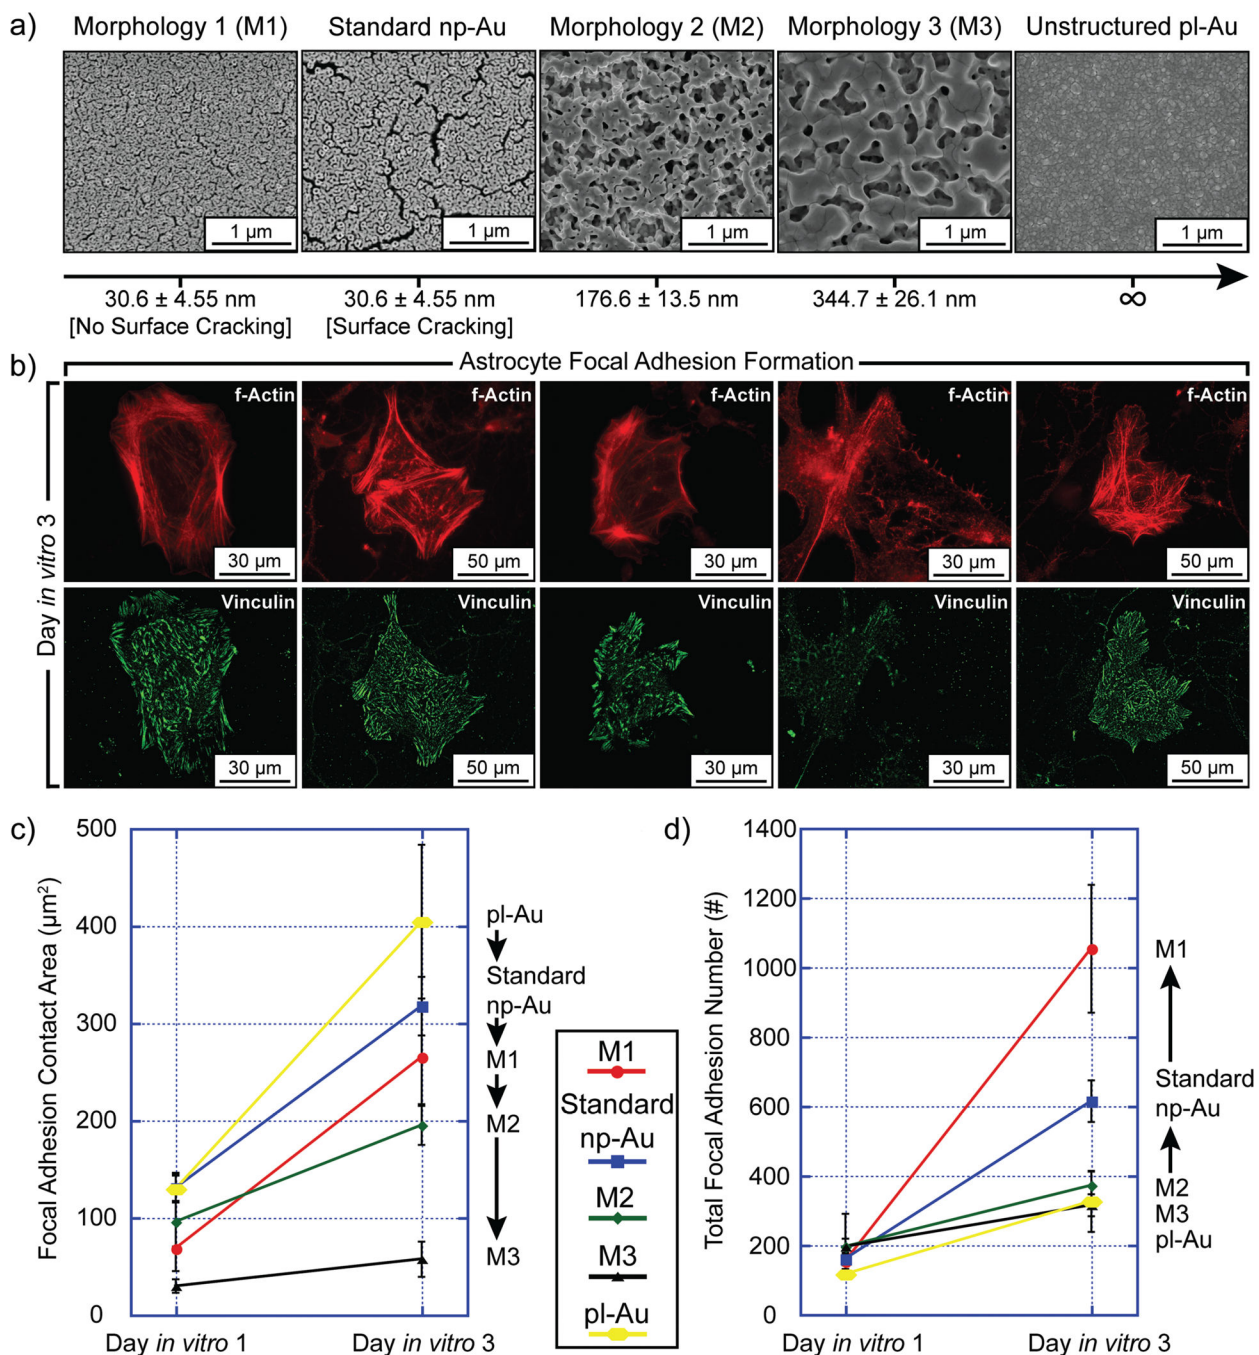 a)
Morphology 1 (M1)
Standard np-Au
Morphology 2 (M2)
Morphology 3 (M3)
Unstructured pl-Au
1 µm
1 µm
1 µm
1 µm
1 µm
30.6 ± 4.55 nm
[No Surface Cracking]
30.6 ± 4.55 nm
[Surface Cracking]
176.6 ± 13.5 nm
344.7 ± 26.1 nm
∞
b)
Astrocyte Focal Adhesion Formation
Day in vitro 3
f-Actin
f-Actin
f-Actin
f-Actin
f-Actin
30 µm
50 µm
30 µm
30 µm
50 µm
Vinculin
Vinculin
Vinculin
Vinculin
Vinculin
30 µm
50 µm
30 µm
30 µm
50 µm
c)
Focal Adhesion Contact Area (µm²)
500
400
300
200
100
0
Day in vitro 1
Day in vitro 3
pl-Au
Standard
np-Au
M1
M2
M3
M1
Standard
np-Au
M2
M3
pl-Au
d)
Total Focal Adhesion Number (#)
1400
1200
1000
800
600
400
200
0
Day in vitro 1
Day in vitro 3
M1
Standard
np-Au
M2
M3
pl-Au